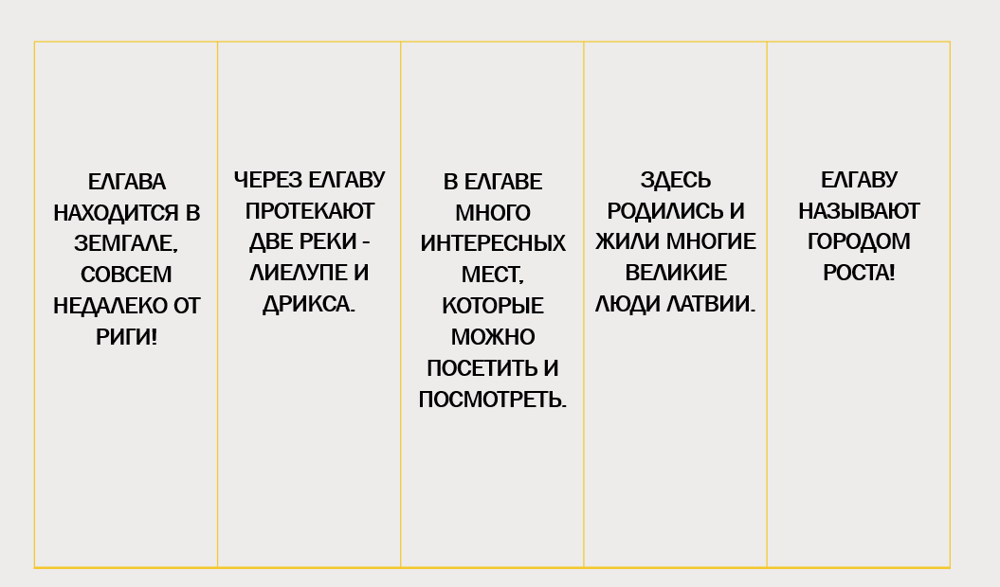 ЕЛГАВА
НАХОДИТСЯ В
ЗЕМГАЛЕ,
СОВСЕМ
НЕДАЛЕКО ОТ
РИГИ!
ЧЕРЕЗ ЕЛГАВУ
ПРОТЕКАЮТ
ДВЕ РЕКИ -
ЛИЕЛУПЕ И
ДРИКСА.
В ЕЛГАВЕ
МНОГО
ИНТЕРЕСНЫХ
МЕСТ,
КОТОРЫЕ
МОЖНО
ПОСЕТИТЬ И
ПОСМОТРЕТЬ.
ЗДЕСЬ
РОДИЛИСЬ И
ЖИЛИ МНОГИЕ
ВЕЛИКИЕ
ЛЮДИ ЛАТВИИ.
ЕЛГАВУ
НАЗЫВАЮТ
ГОРОДОМ
РОСТА!